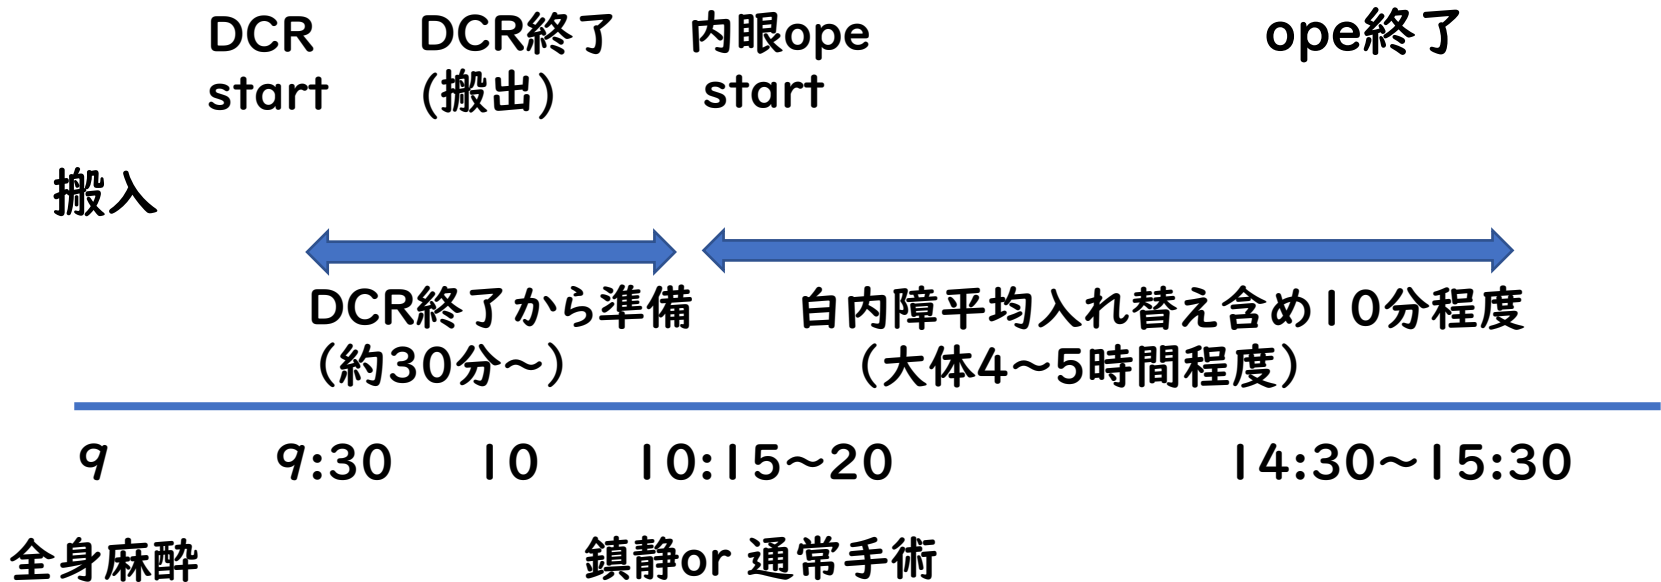 DCR
start
DCR終了
(搬出)
内眼ope
start
ope終了
搬入
DCR終了から準備
(約30分～)
白内障平均入れ替え含め10分程度
(大体4～5時間程度)
9
9:30
10
10:15～20
14:30～15:30
全身麻酔
鎮静or 通常手術